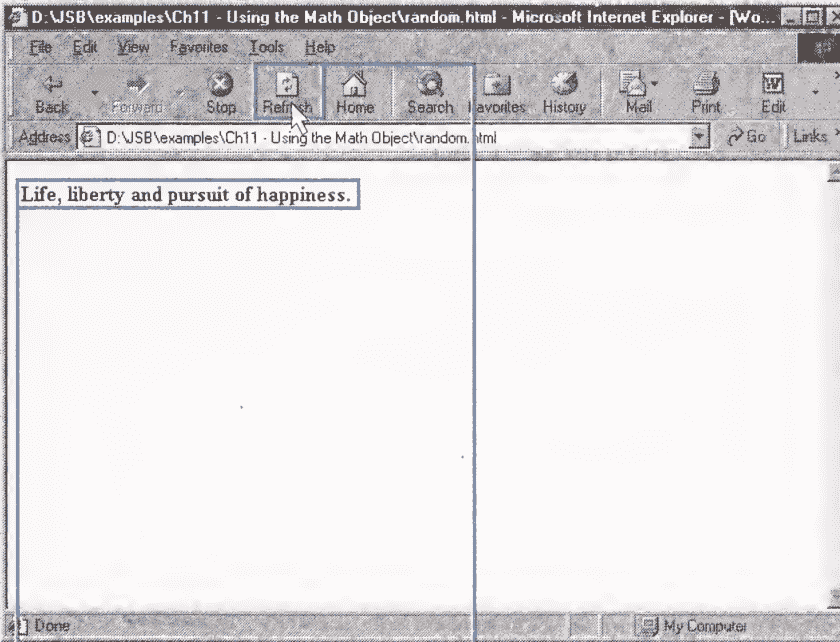 D:\JSB\examples\Ch11 - Using the Math Object\random.html - Microsoft Internet Explorer - [Wo...
File Edit View Favorites Tools Help
Back Forward Stop Refresh Home Search Favorites History Mail Print Edit
Address D:\JSB\examples\Ch11 - Using the Math Object\random.html Go Links
Life, liberty and pursuit of happiness.
Done My Computer